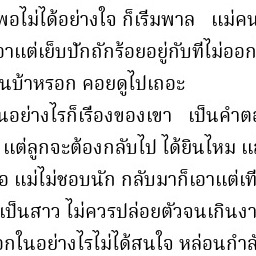 พอไม่ได้อย่างใจ ก็เริ่มพาล แม่คน
าแต่เย็บปักถักร้อยอยู่กับที่ไม่ออก
นบ้าหรอก คอยดูไปเถอะ
นอย่างไรก็เรื่องของเขา เป็นคำต
แต่ลูกจะต้องกลับไป ได้ยินไหม แ
อ แม่ไม่ชอบนัก กลับมาก็เอาแต่เที
เป็นสาว ไม่ควรปล่อยตัวจนเกินงา
อกในอย่างไรไม่ได้สนใจ หล่อนกำลั